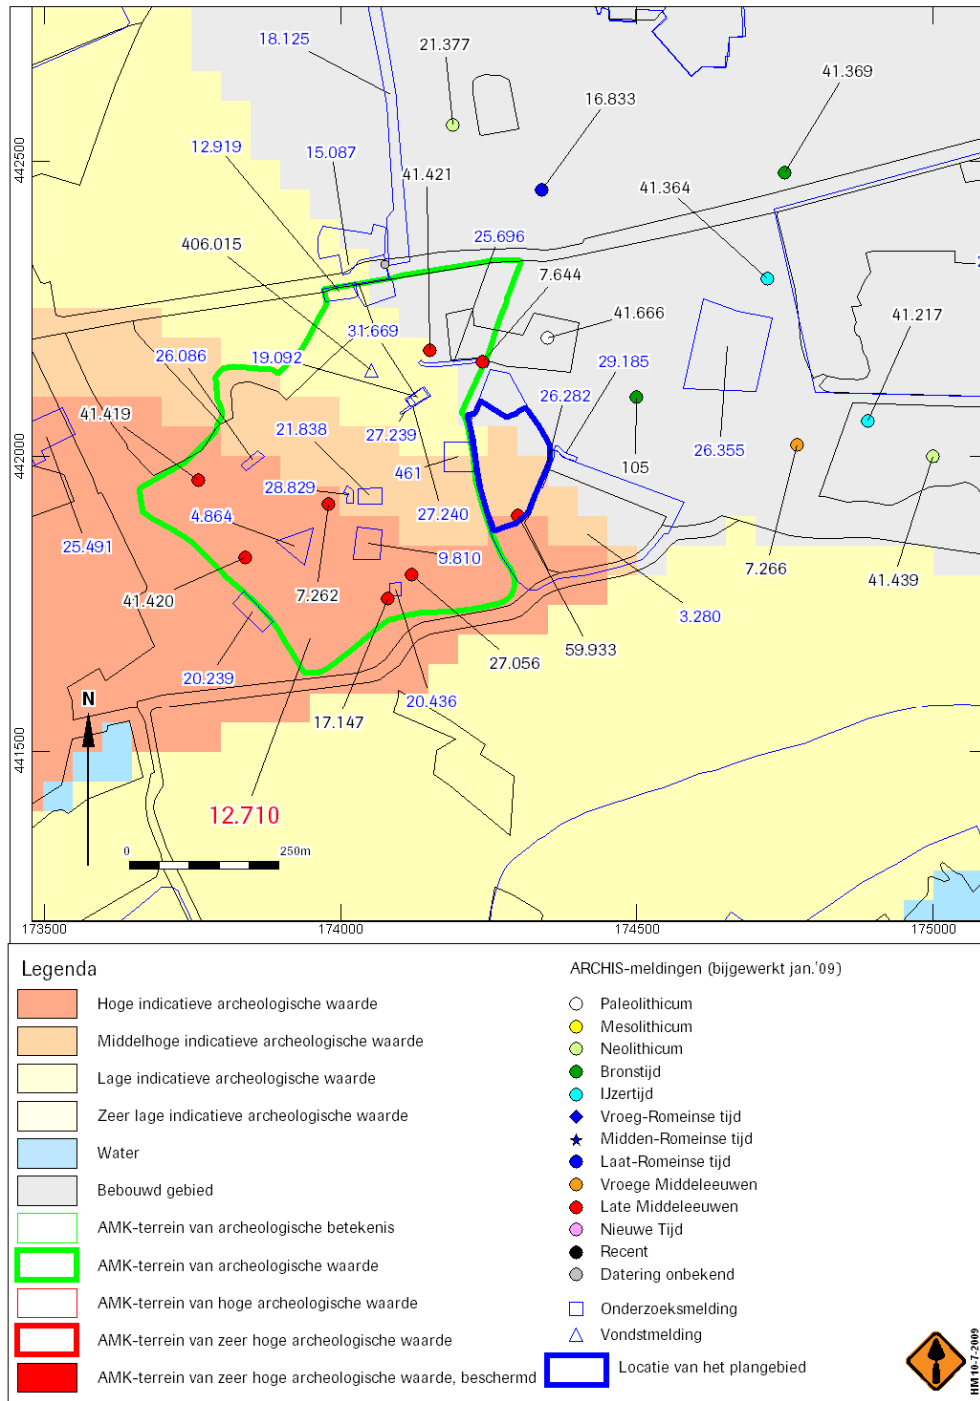 18.125
21.377
41.369
16.833
442500
12.919
15.087
41.421
41.364
406.015
25.696
7.644
31.669
41.666
41.217
26.086
19.092
29.185
26.282
41.419
21.838
27.239
461
26.355
442000
105
28.829
4.864
27.240
25.491
9.810
7.266
41.439
41.420
7.262
3.280
27.056
59.933
20.239
20.436
17.147
N
441500
12.710
0
250m
173500
174000
174500
175000
Legenda
Hoge indicatieve archeologische waarde
Middelhoge indicatieve archeologische waarde
Lage indicatieve archeologische waarde
Zeer lage indicatieve archeologische waarde
Water
Bebouwd gebied
AMK-terrein van archeologische betekenis
AMK-terrein van archeologische waarde
AMK-terrein van hoge archeologische waarde
AMK-terrein van zeer hoge archeologische waarde
AMK-terrein van zeer hoge archeologische waarde, beschermd
ARCHIS-meldingen (bijgewerkt jan.'09)
Paleolithicum
Mesolithicum
Neolithicum
Bronstijd
IJzertijd
Vroeg-Romeinse tijd
Midden-Romeinse tijd
Laat-Romeinse tijd
Vroege Middeleeuwen
Late Middeleeuwen
Nieuwe Tijd
Recent
Datering onbekend
Onderzoeksmelding
Vondstmelding
Locatie van het plangebied
HM 10-7-2009